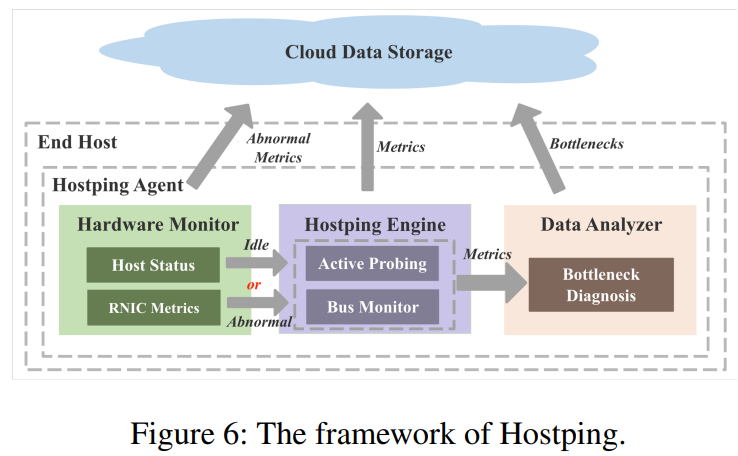 Cloud Data Storage
End Host
Abnormal
Metrics
Metrics
Bottlenecks
Hostping Agent
Hardware Monitor
Host Status
RNIC Metrics
Idle
or
Abnormal
Hostping Engine
Active Probing
Bus Monitor
Metrics
Data Analyzer
Bottleneck
Diagnosis
Figure 6: The framework of Hostping.